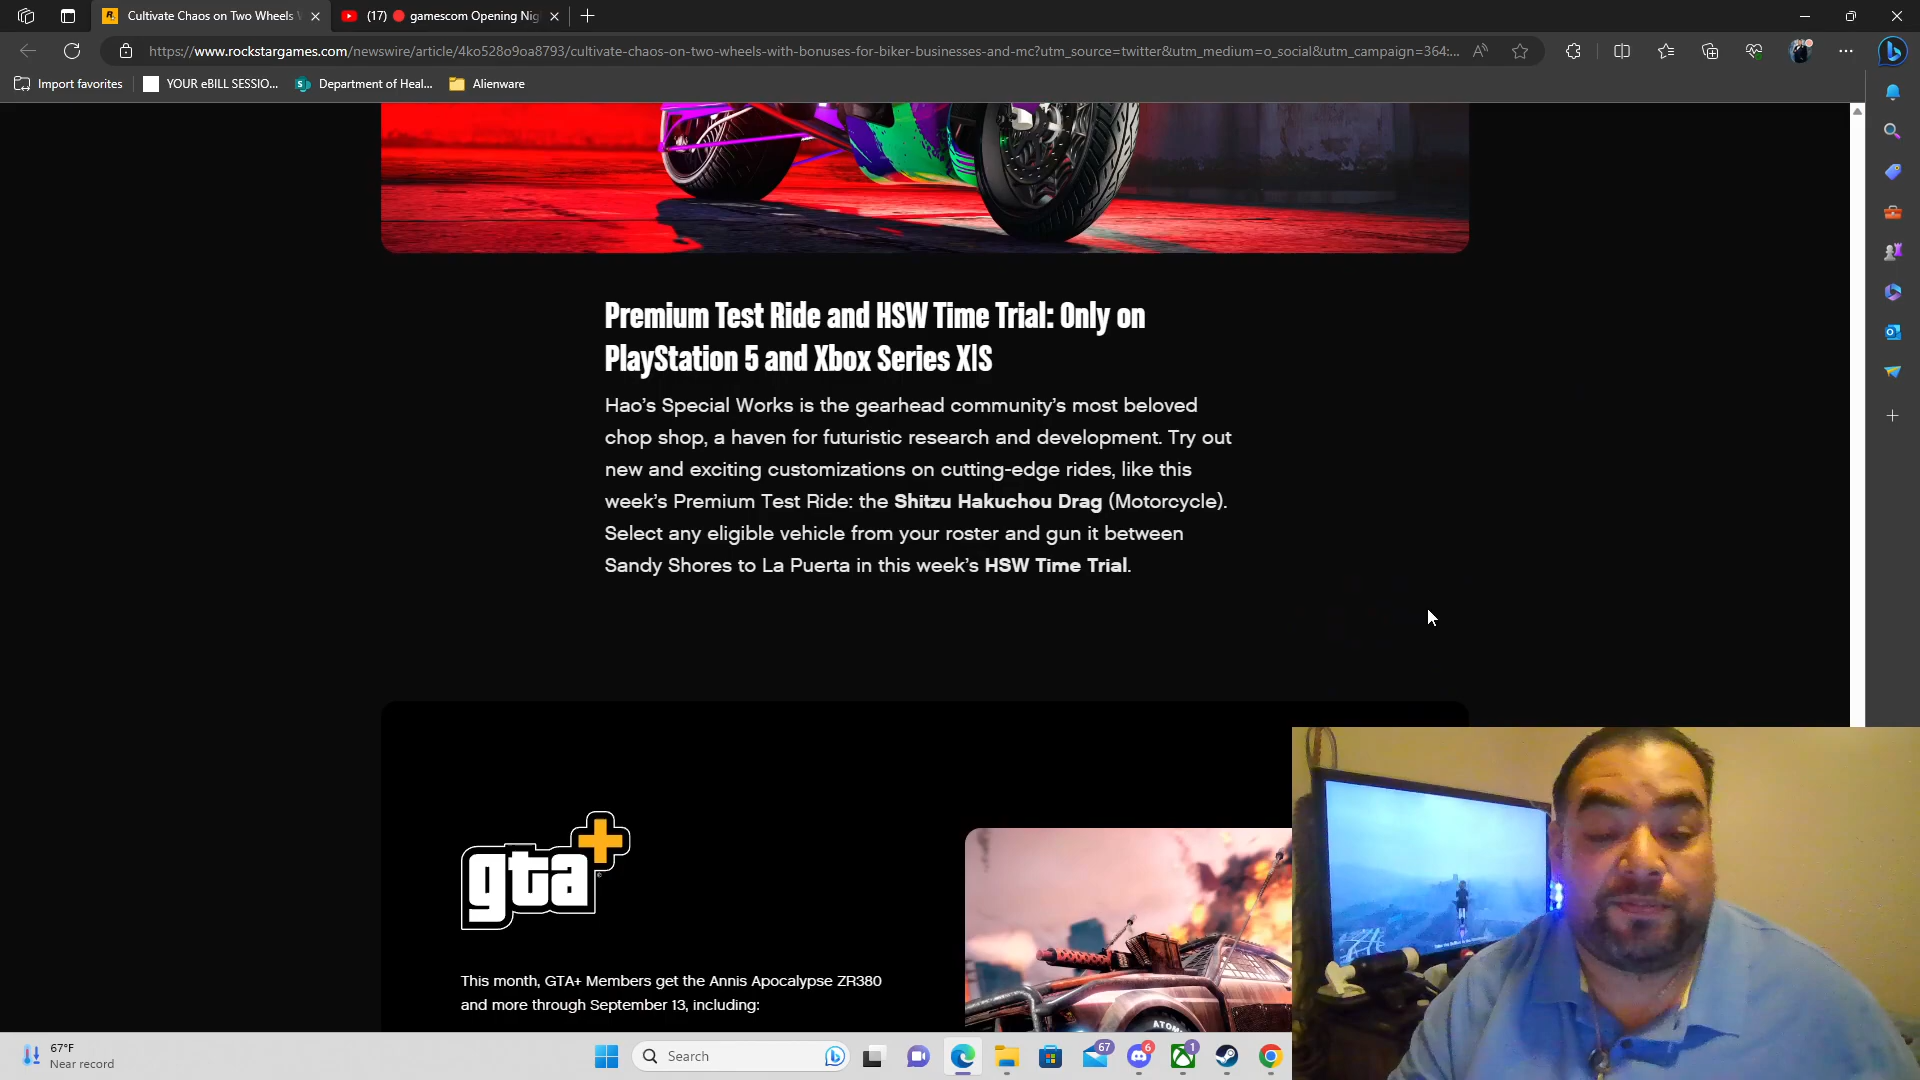 Cultivate Chaos on Two Wheels
(17) gamescom Opening Nig
https://www.rockstargames.com/newswire/article/4ko528o9oa8793/cultivate-chaos-on-two-wheels-with-bonuses-for-biker-businesses-and-mc?utm_source=twitter&utm_medium=o_social&utm_campaign=364:...
Import favorites
YOUR eBILL SESSIO...
Department of Heal...
Alienware
Premium Test Ride and HSW Time Trial: Only on
PlayStation 5 and Xbox Series X|S
Hao's Special Works is the gearhead community's most beloved
chop shop, a haven for futuristic research and development. Try out
new and exciting customizations on cutting-edge rides, like this
week's Premium Test Ride: the Shitzu Hakuchou Drag (Motorcycle).
Select any eligible vehicle from your roster and gun it between
Sandy Shores to La Puerta in this week's HSW Time Trial.
gta+
This month, GTA+ Members get the Annis Apocalypse ZR380
and more through September 13, including:
ATOM
67°F
Near record
Search
67
6
1